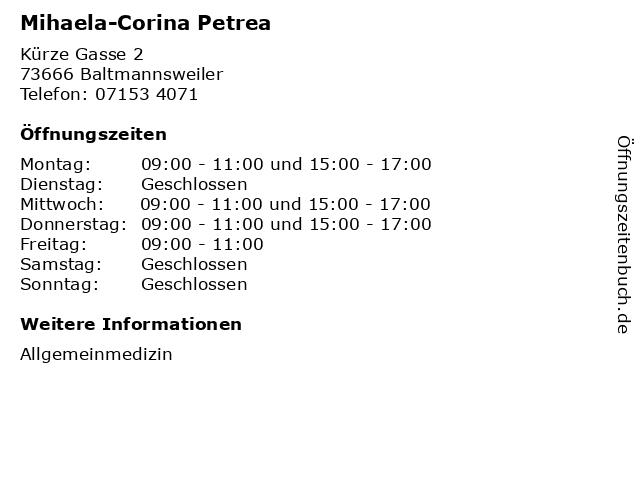 Mihaela-Corina Petrea
Kürze Gasse 2
73666 Baltmannsweiler
Telefon: 07153 4071
Öffnungszeiten
Montag: 09:00 - 11:00 und 15:00 - 17:00
Dienstag: Geschlossen
Mittwoch: 09:00 - 11:00 und 15:00 - 17:00
Donnerstag: 09:00 - 11:00 und 15:00 - 17:00
Freitag: 09:00 - 11:00
Samstag: Geschlossen
Sonntag: Geschlossen
Weitere Informationen
Allgemeinmedizin
Öffnungszeitenbuch.de